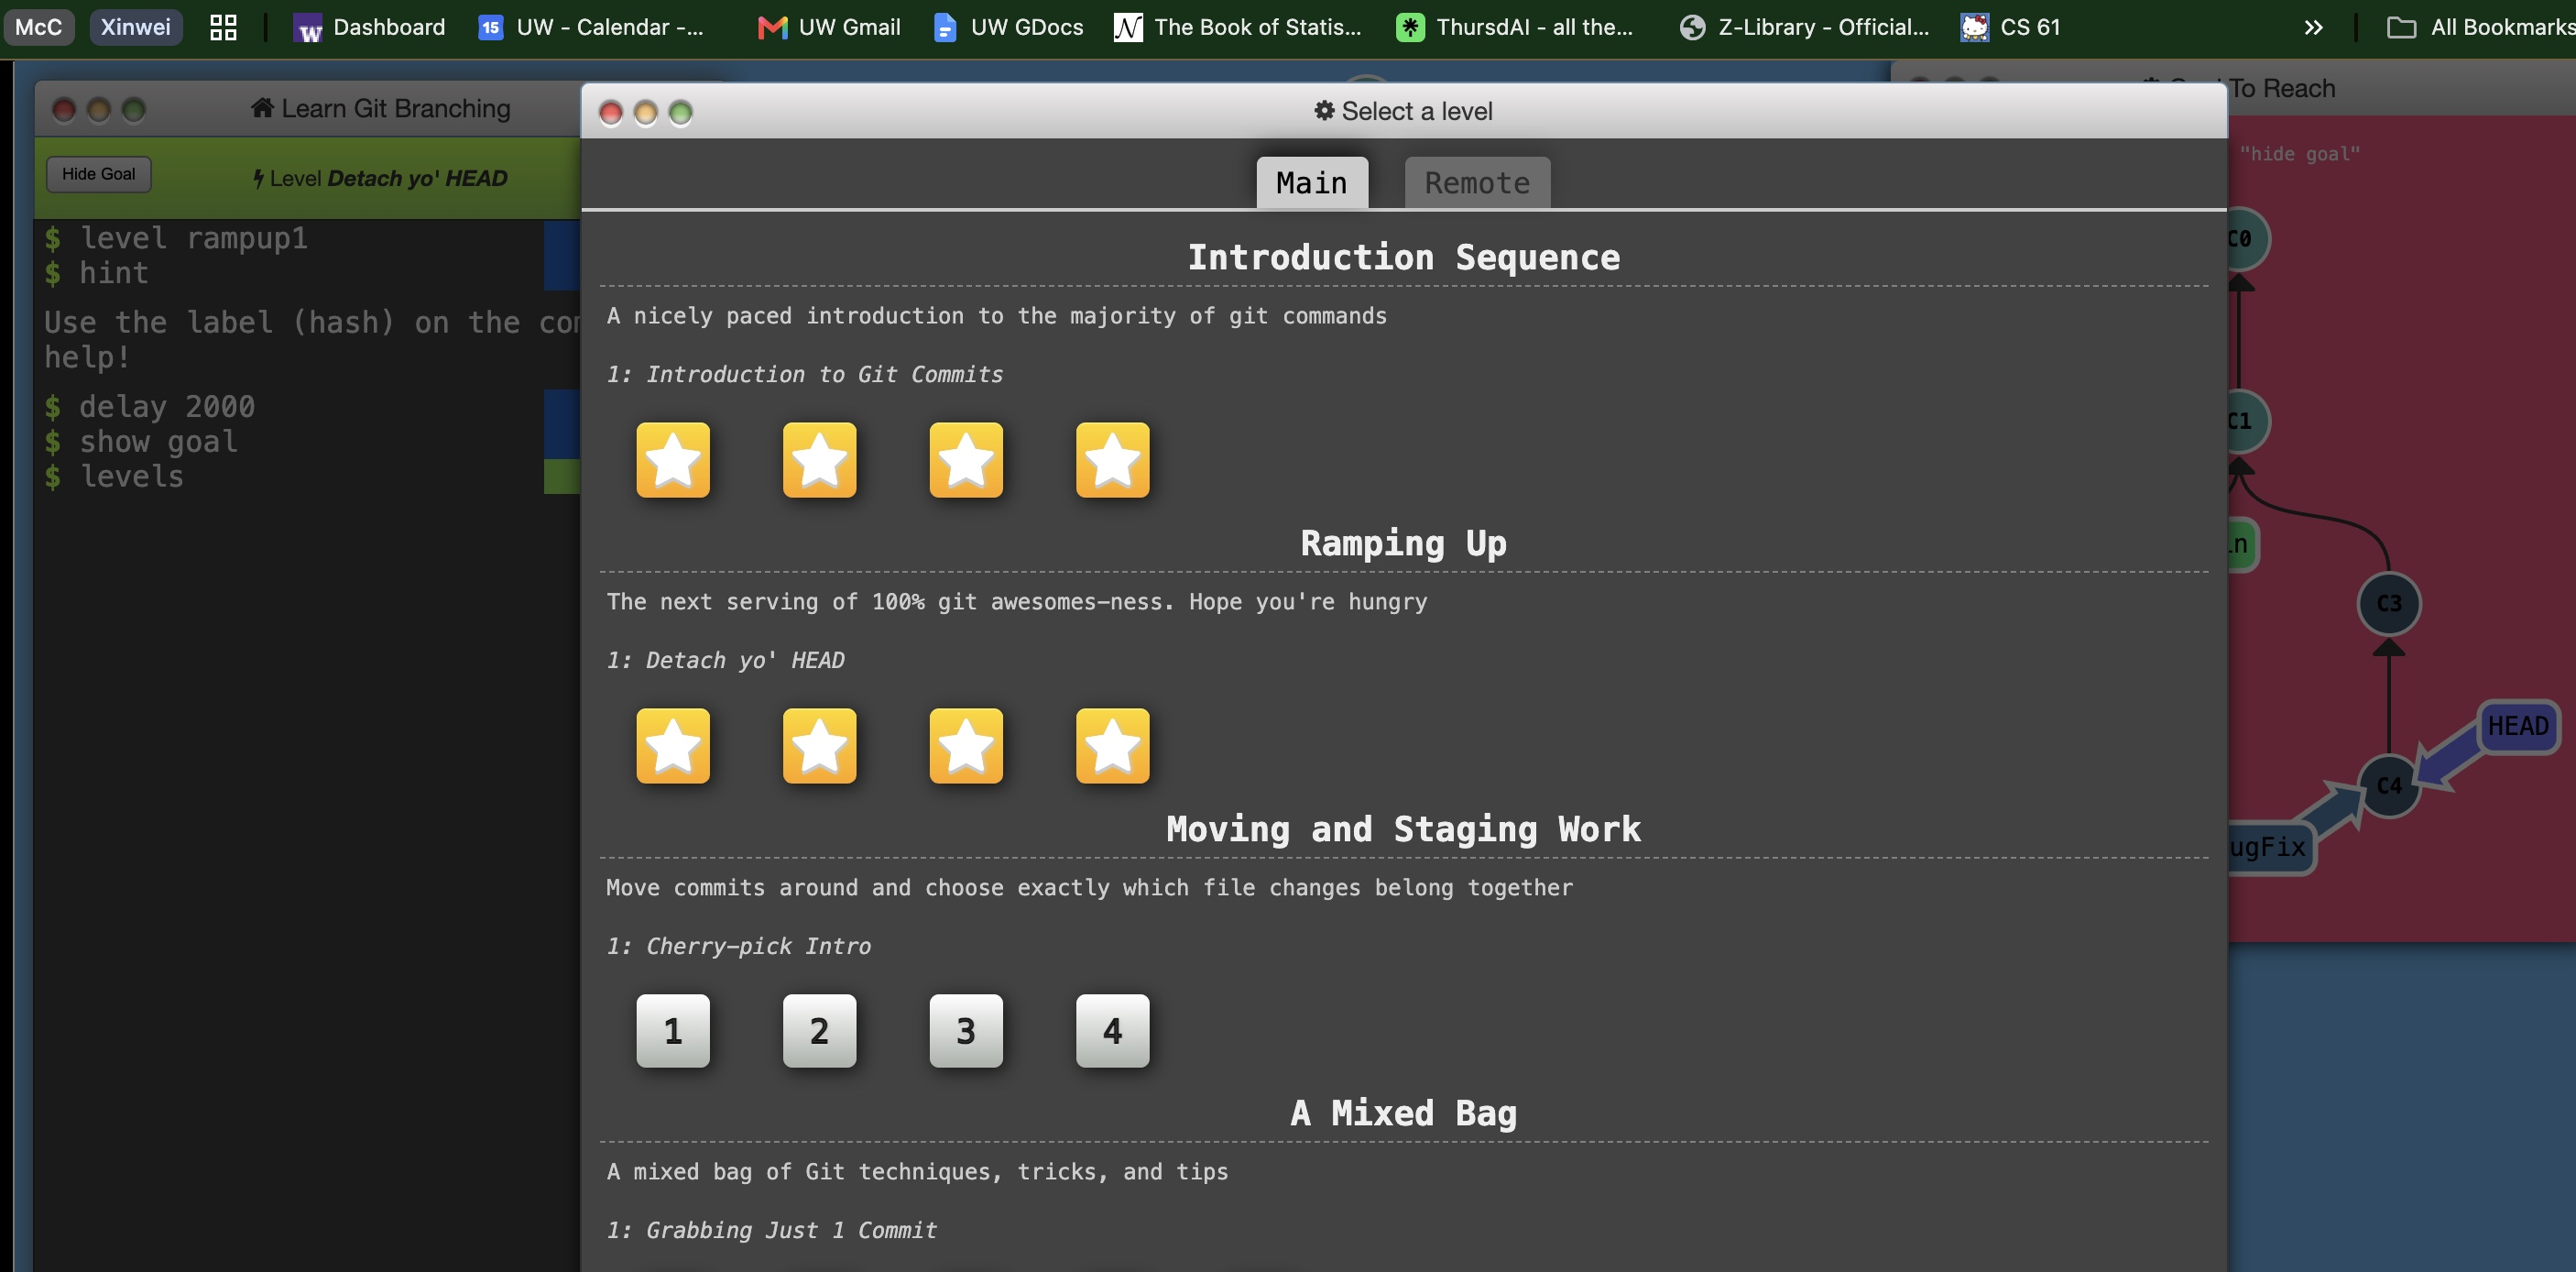 McC Xinwei Dashboard 15 UW - Calendar -... UW Gmail UW GDocs The Book of Statis... ThursdAI - all the... Z-Library - Official... CS 61 » All Bookmarks
Learn Git Branching
Hide Goal
Level Detach yo' HEAD
$ level rampup1
$ hint
Use the label (hash) on the
help!
$ delay 2000
$ show goal
$ levels
Select a level
Main Remote
Introduction Sequence
A nicely paced introduction to the majority of git commands
1: Introduction to Git Commits
Ramping Up
The next serving of 100% git awesomes-ness. Hope you're hungry
1: Detach yo' HEAD
Moving and Staging Work
Move commits around and choose exactly which file changes belong together
1: Cherry-pick Intro
1 2 3 4
A Mixed Bag
A mixed bag of Git techniques, tricks, and tips
1: Grabbing Just 1 Commit
To Reach
"hide goal"
C0
C1
C3
HEAD
C4
ugFix